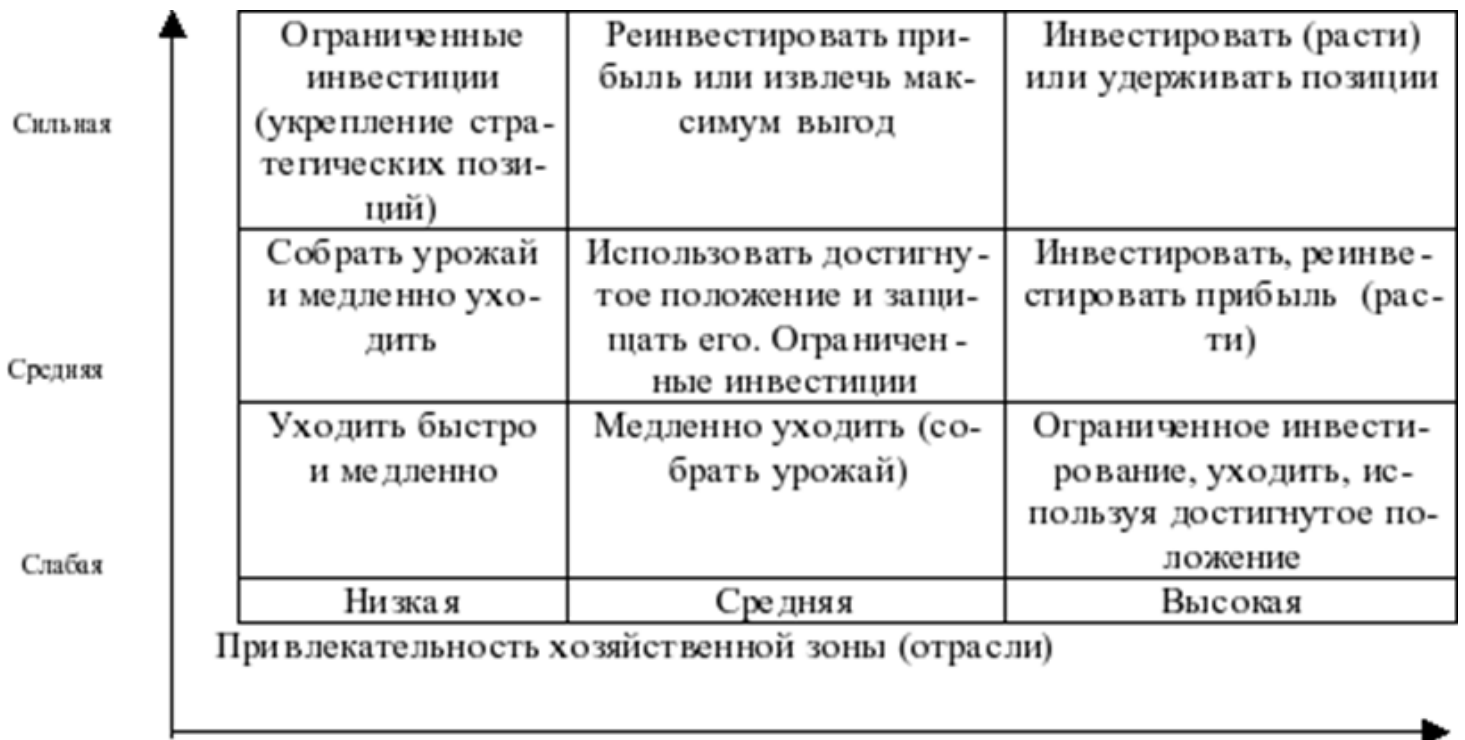 Сильная
Ограниченные
инвестиции
(укрепление стра-
тегических пози-
ций)
Реинвестировать при-
быль или извлечь мак-
симум выгод
Инвестировать (расти)
или удерживать позиции
Средняя
Собрать урожай
и медленно ухо-
дить
Использовать достигну-
тое положение и защи-
щать его. Ограничен-
ные инвестиции
Инвестировать, реинве-
стировать прибыль (рас-
ти)
Слабая
Уходить быстро
и медленно
Медленно уходить (со-
брать урожай)
Ограниченное инвести-
рование, уходить, ис-
пользуя достигнутое по-
ложение
Низкая
Средняя
Высокая
Привлекательность хозяйственной зоны (отрасли)